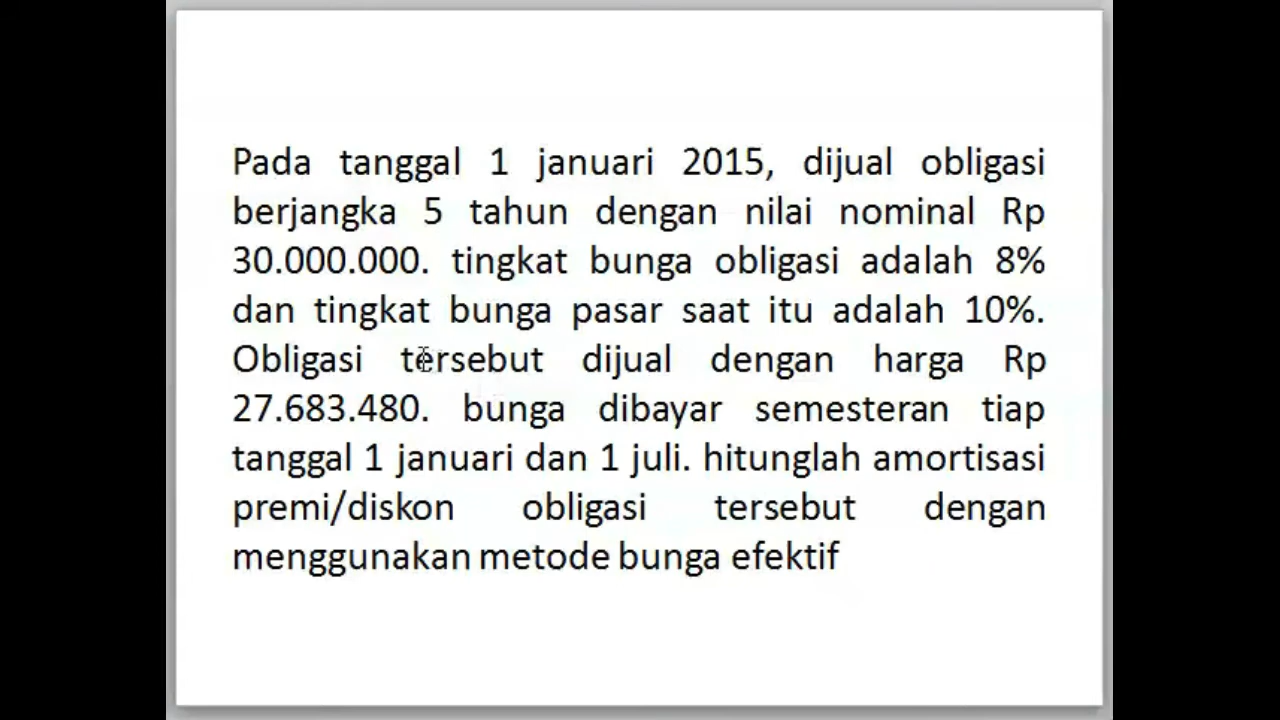 Pada tanggal 1 januari 2015, dijual obligasi
berjangka 5 tahun dengan nilai nominal Rp
30.000.000. tingkat bunga obligasi adalah 8%
dan tingkat bunga pasar saat itu adalah 10%.
Obligasi tersebut dijual dengan harga Rp
27.683.480. bunga dibayar semesteran tiap
tanggal 1 januari dan 1 juli. hitunglah amortisasi
premi/diskon obligasi tersebut dengan
menggunakan metode bunga efektif